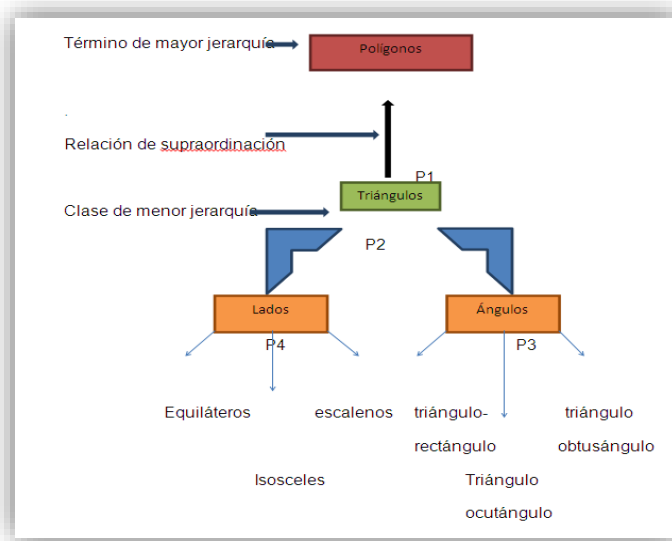 Término de mayor jerarquía
Polígonos
.
Relación de supraordinación
P1
Triángulos
Clase de menor jerarquía
P2
Lados
Ángulos
P4
P3
Equiláteros
escalenos
triángulo-
rectángulo
triángulo
obtusángulo
Isosceles
Triángulo
ocutángulo